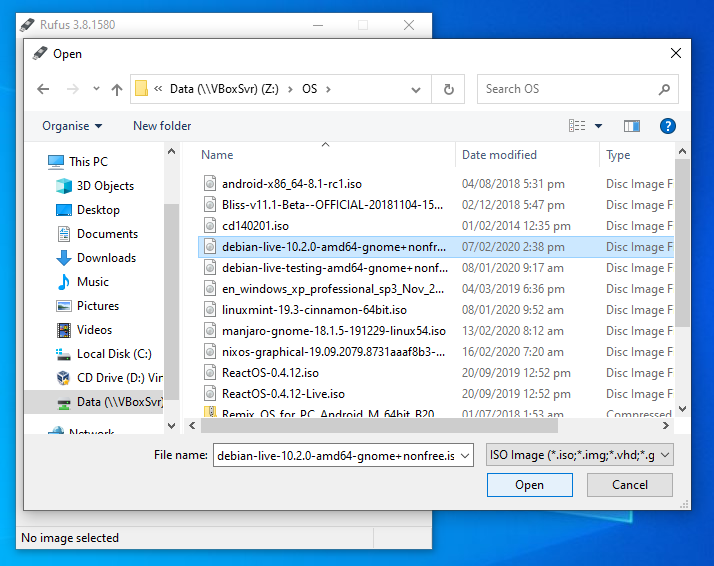 Rufus 3.8.1580
Open
« Data (\\VBoxSvr) (Z:) › OS ›
Search OS
Organise
New folder
This PC
3D Objects
Desktop
Documents
Downloads
Music
Pictures
Videos
Local Disk (C:)
CD Drive (D:) Vir
Data (\\VBoxSvr)
Network
Name Date modified Type
android-x86_64-8.1-rc1.iso 04/08/2018 5:31 pm Disc Image F
Bliss-v11.1-Beta--OFFICIAL-20181104-15... 02/12/2018 5:47 pm Disc Image F
cd140201.iso 01/02/2014 12:35 pm Disc Image F
debian-live-10.2.0-amd64-gnome+nonfre... 07/02/2020 2:38 pm Disc Image F
debian-live-testing-amd64-gnome+nonf... 08/01/2020 9:17 am Disc Image F
en_windows_xp_professional_sp3_Nov_2... 04/03/2019 6:36 pm Disc Image F
linuxmint-19.3-cinnamon-64bit.iso 08/01/2020 9:52 am Disc Image F
manjaro-gnome-18.1.5-191229-linux54.iso 13/02/2020 8:12 am Disc Image F
nixos-graphical-19.09.2079.8731aaaf8b3-... 16/02/2020 7:20 am Disc Image F
ReactOS-0.4.12.iso 20/09/2019 12:52 pm Disc Image F
ReactOS-0.4.12-Live.iso 20/09/2019 12:52 pm Disc Image F
Remix_OS_for_PC_Android_M_64bit_B20... 01/07/2018 1:53 am Compressed
File name: debian-live-10.2.0-amd64-gnome+nonfree.is
ISO Image (*.iso;*.img;*.vhd;*.g
Open
Cancel
No image selected